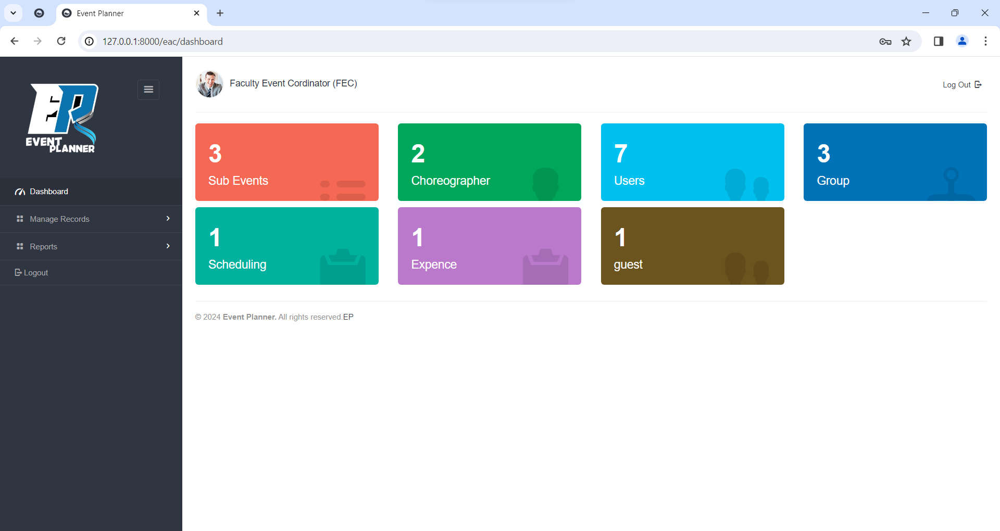 Event Planner
127.0.0.1:8000/eac/dashboard
EP
EVENT
PLANNER
Faculty Event Cordinator (FEC)
Log Out
Dashboard
Manage Records
Reports
Logout
3
Sub Events
2
Choreographer
7
Users
3
Group
1
Scheduling
1
Expence
1
guest
© 2024 Event Planner. All rights reserved.EP